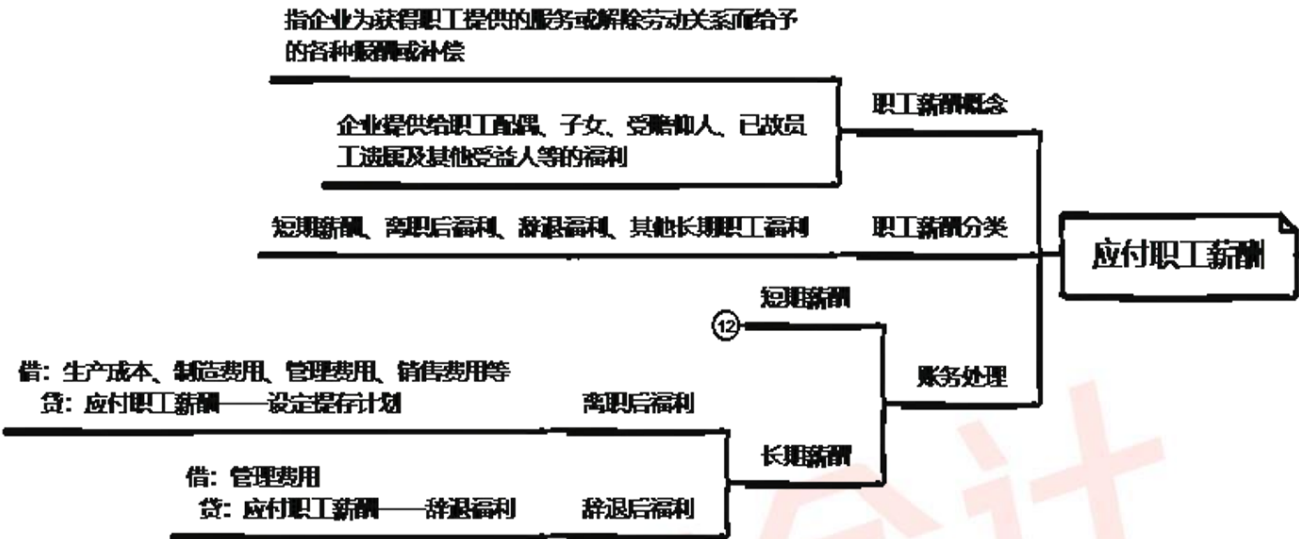 指企业为获得职工提供的服务或解除劳动关系而给予
的各种报酬或补偿
职工薪酬概念
企业提供给职工配偶、子女、受赡仰人、已故员
工遗属及其他受益人等的福利
短期薪酬、离职后福利、辞退福利、其他长期职工福利
职工薪酬分类
应付职工薪酬
短期薪酬
12
账务处理
借：生产成本、制造费用、管理费用、销售费用等
贷：应付职工薪酬——设定提存计划
离职后福利
长期薪酬
借：管理费用
贷：应付职工薪酬——辞退福利
辞退后福利
会计